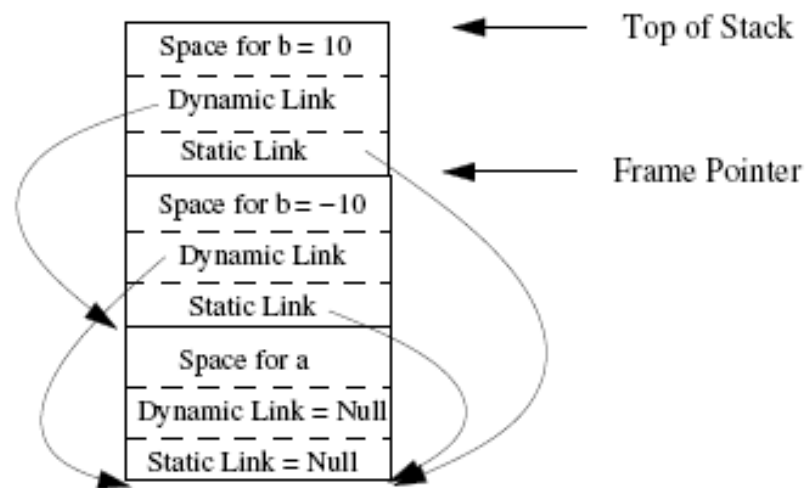 Space for b = 10
Top of Stack
Dynamic Link
Static Link
Frame Pointer
Space for b = −10
Dynamic Link
Static Link
Space for a
Dynamic Link = Null
Static Link = Null